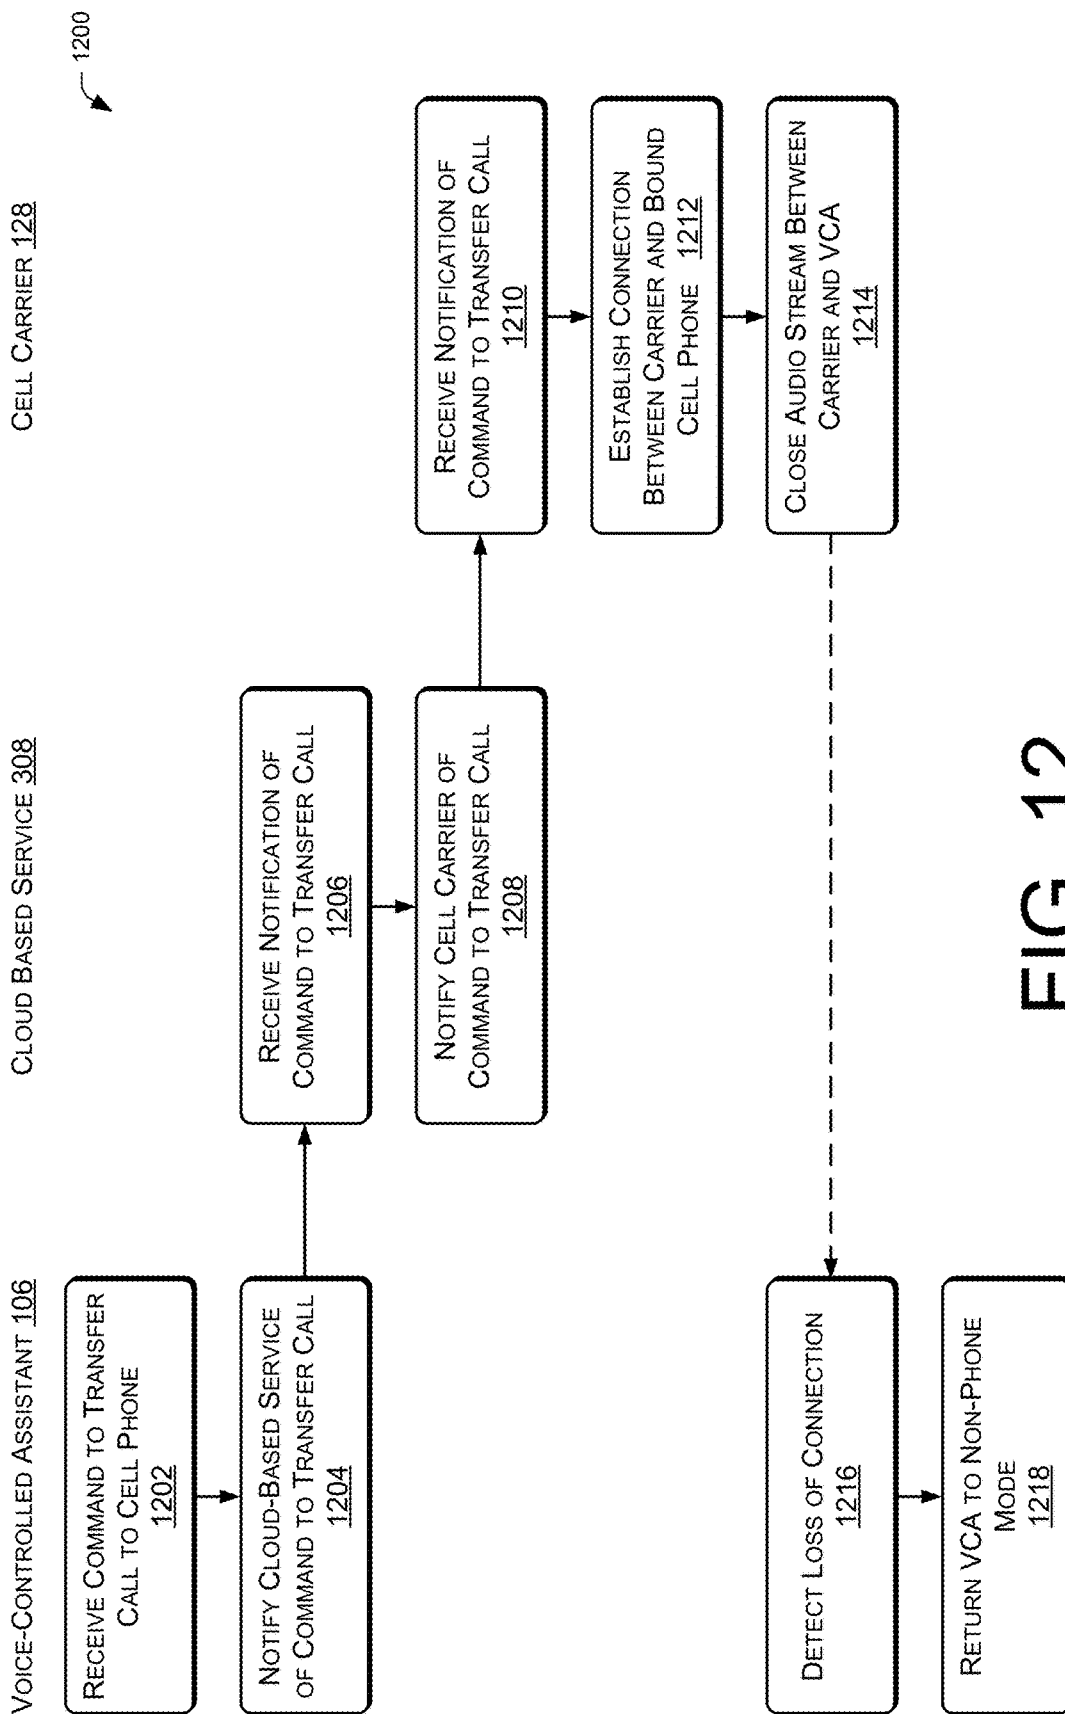 VOICE-CONTROLLED ASSISTANT 106
CLOUD BASED SERVICE 308
CELL CARRIER 128
1200
RECEIVE COMMAND TO TRANSFER
CALL TO CELL PHONE
1202
NOTIFY CLOUD-BASED SERVICE
OF COMMAND TO TRANSFER CALL
1204
RECEIVE NOTIFICATION OF
COMMAND TO TRANSFER CALL
1206
NOTIFY CELL CARRIER OF
COMMAND TO TRANSFER CALL
1208
RECEIVE NOTIFICATION OF
COMMAND TO TRANSFER CALL
1210
ESTABLISH CONNECTION
BETWEEN CARRIER AND BOUND
CELL PHONE 1212
CLOSE AUDIO STREAM BETWEEN
CARRIER AND VCA
1214
DETECT LOSS OF CONNECTION
1216
RETURN VCA TO NON-PHONE
MODE
1218
FIG. 12